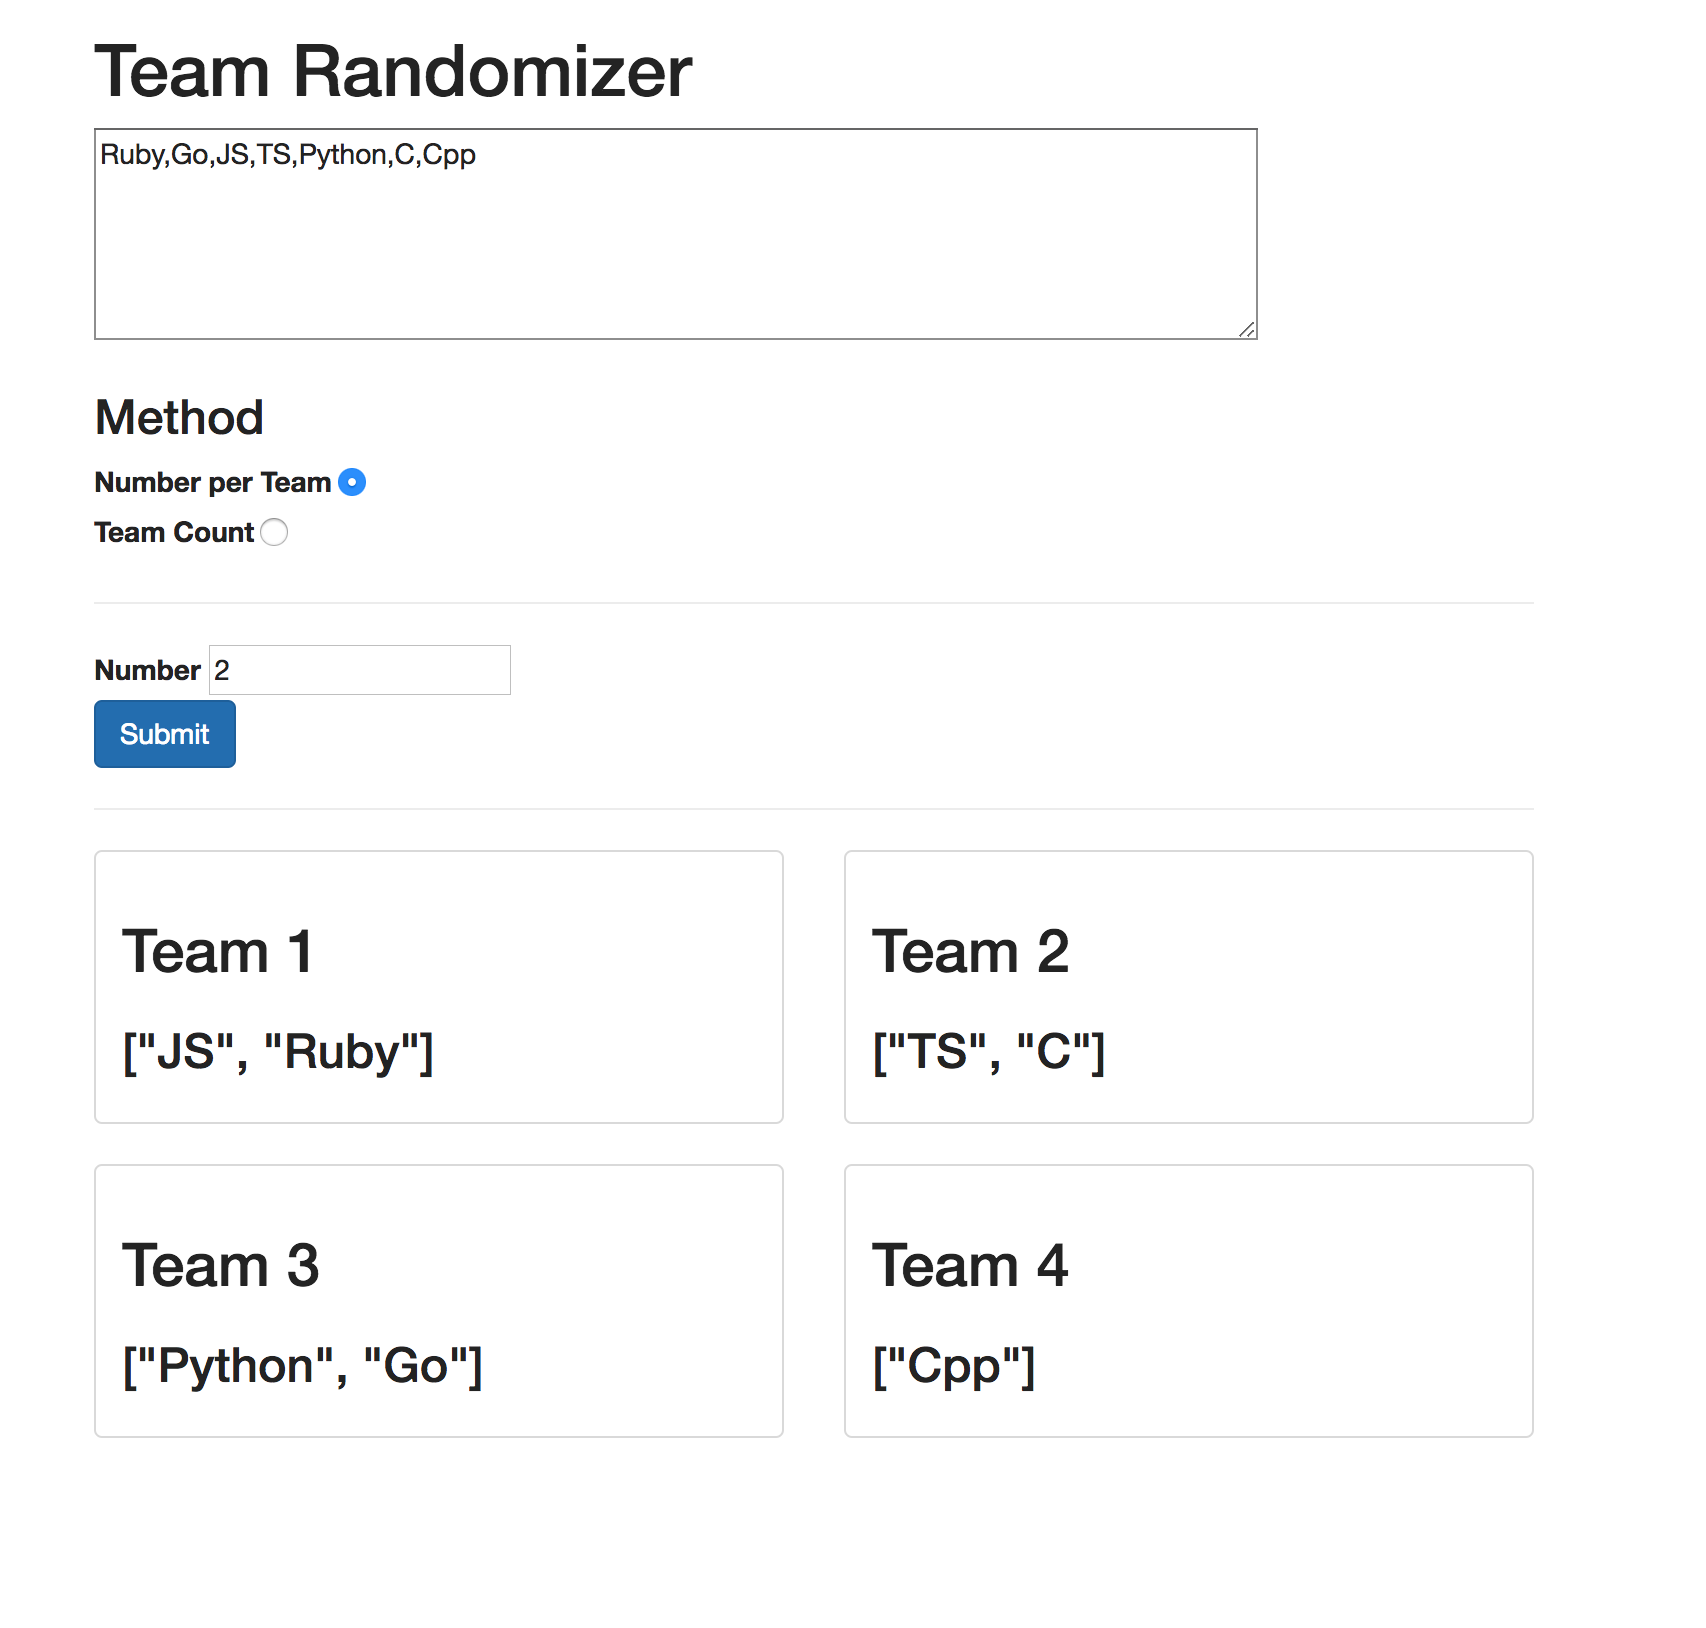 Team Randomizer
Ruby,Go,JS,TS,Python,C,Cpp
Method
Number per Team
Team Count
Number 2
Submit
Team 1
["JS", "Ruby"]
Team 2
["TS", "C"]
Team 3
["Python", "Go"]
Team 4
["Cpp"]